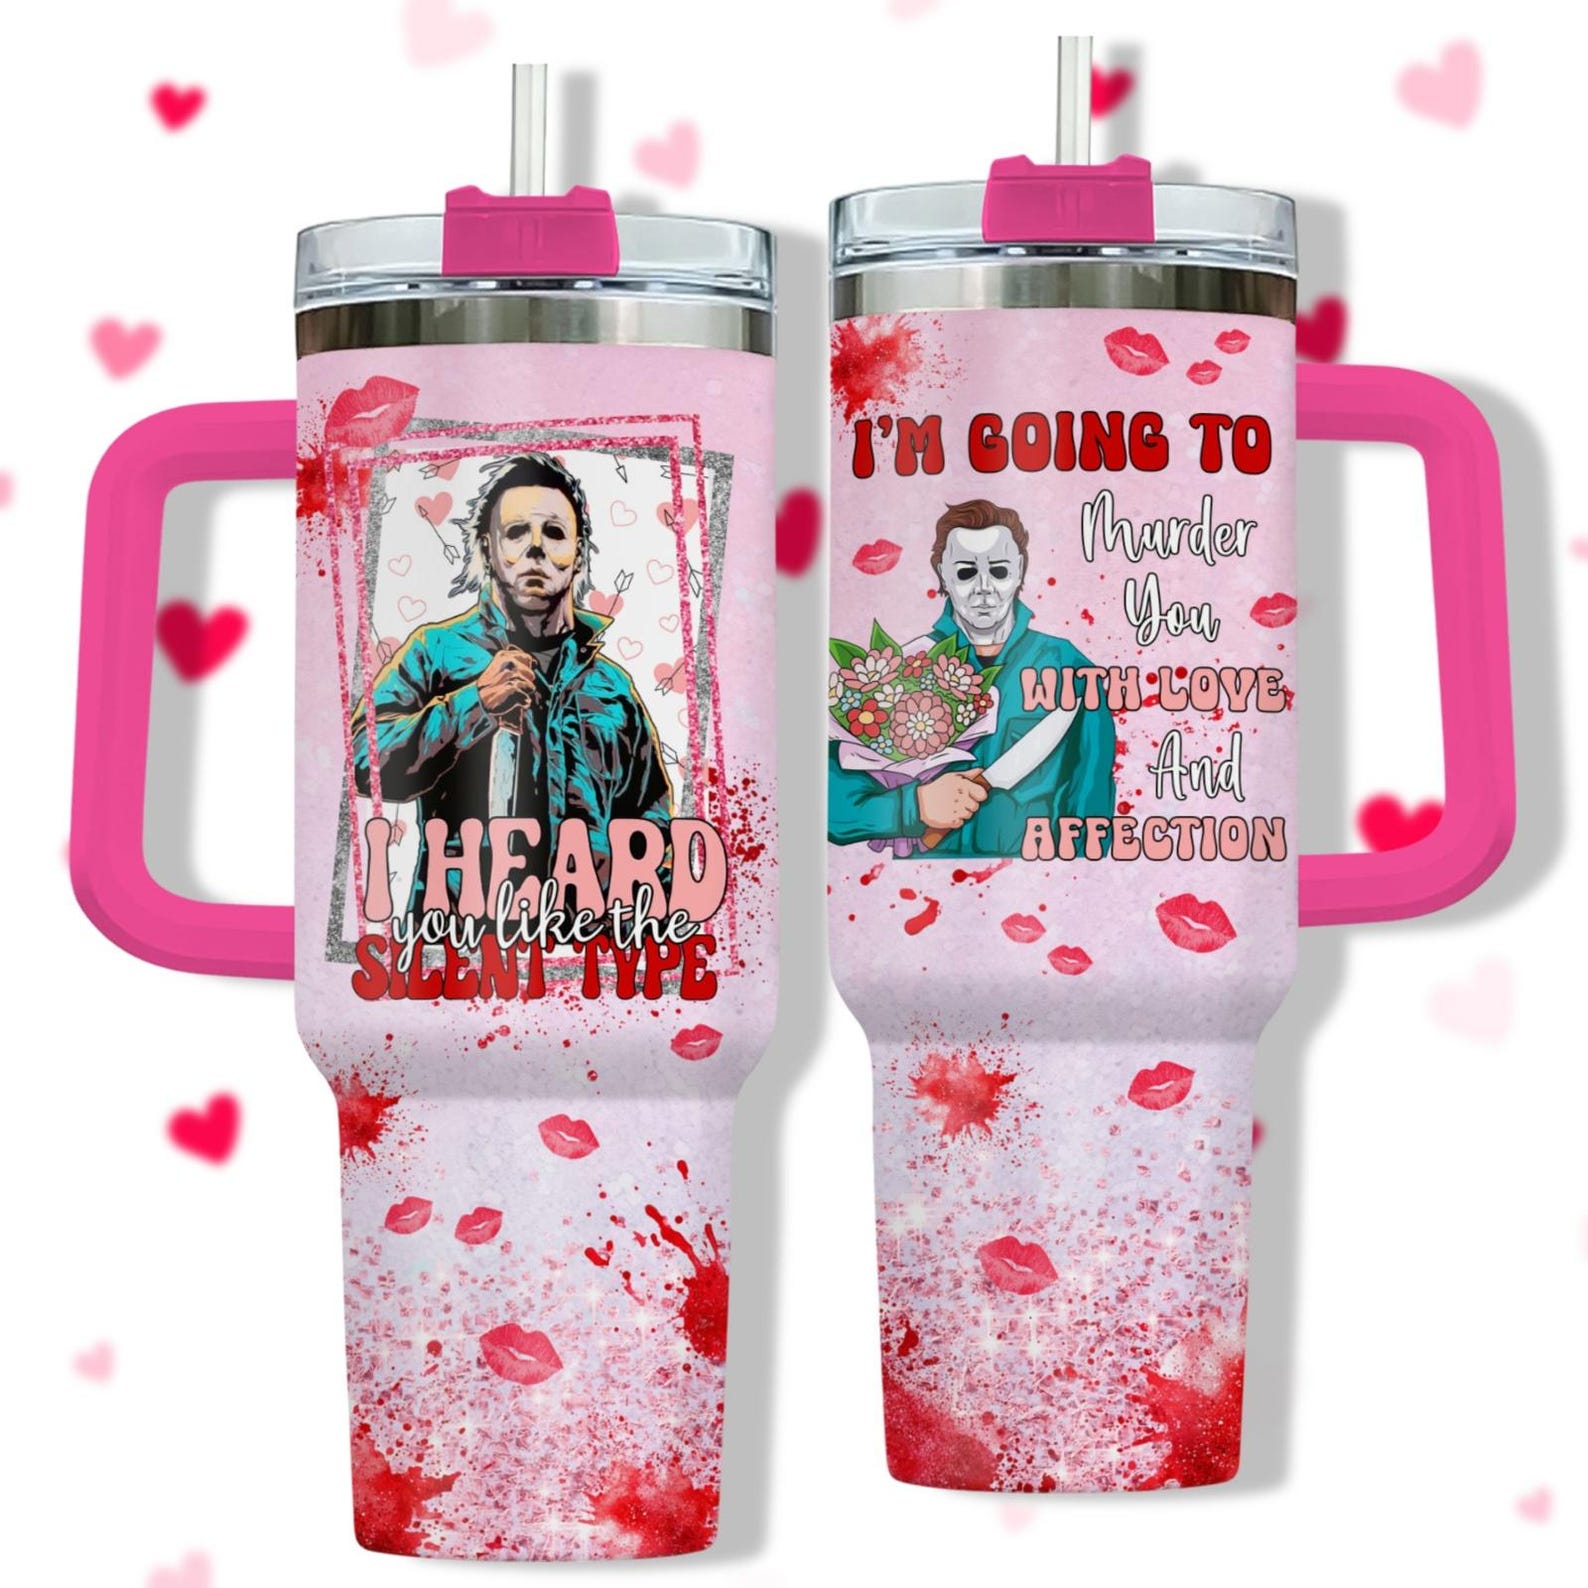 I HEARD
you like the
SILENT TYPE
I'M GOING TO
Murder
You
WITH LOVE
And
AFFECTION